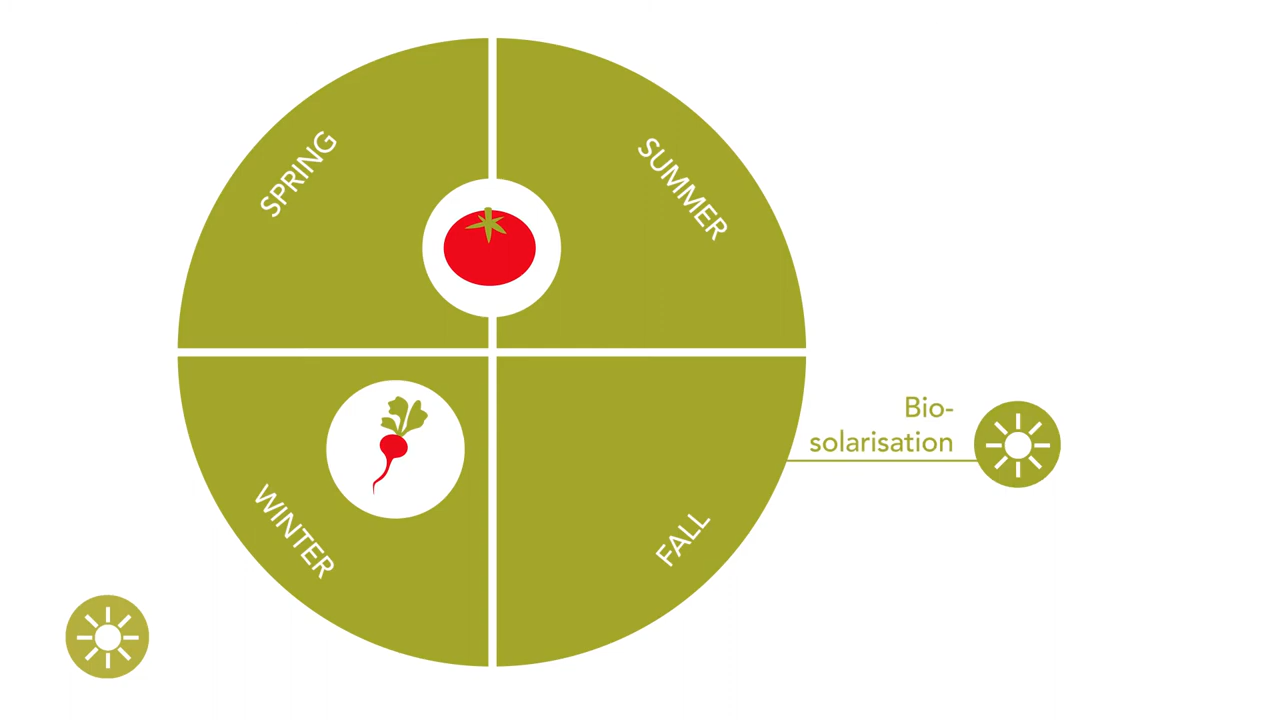 SPRING
SUMMER
Bio-
solarisation
WINTER
FALL